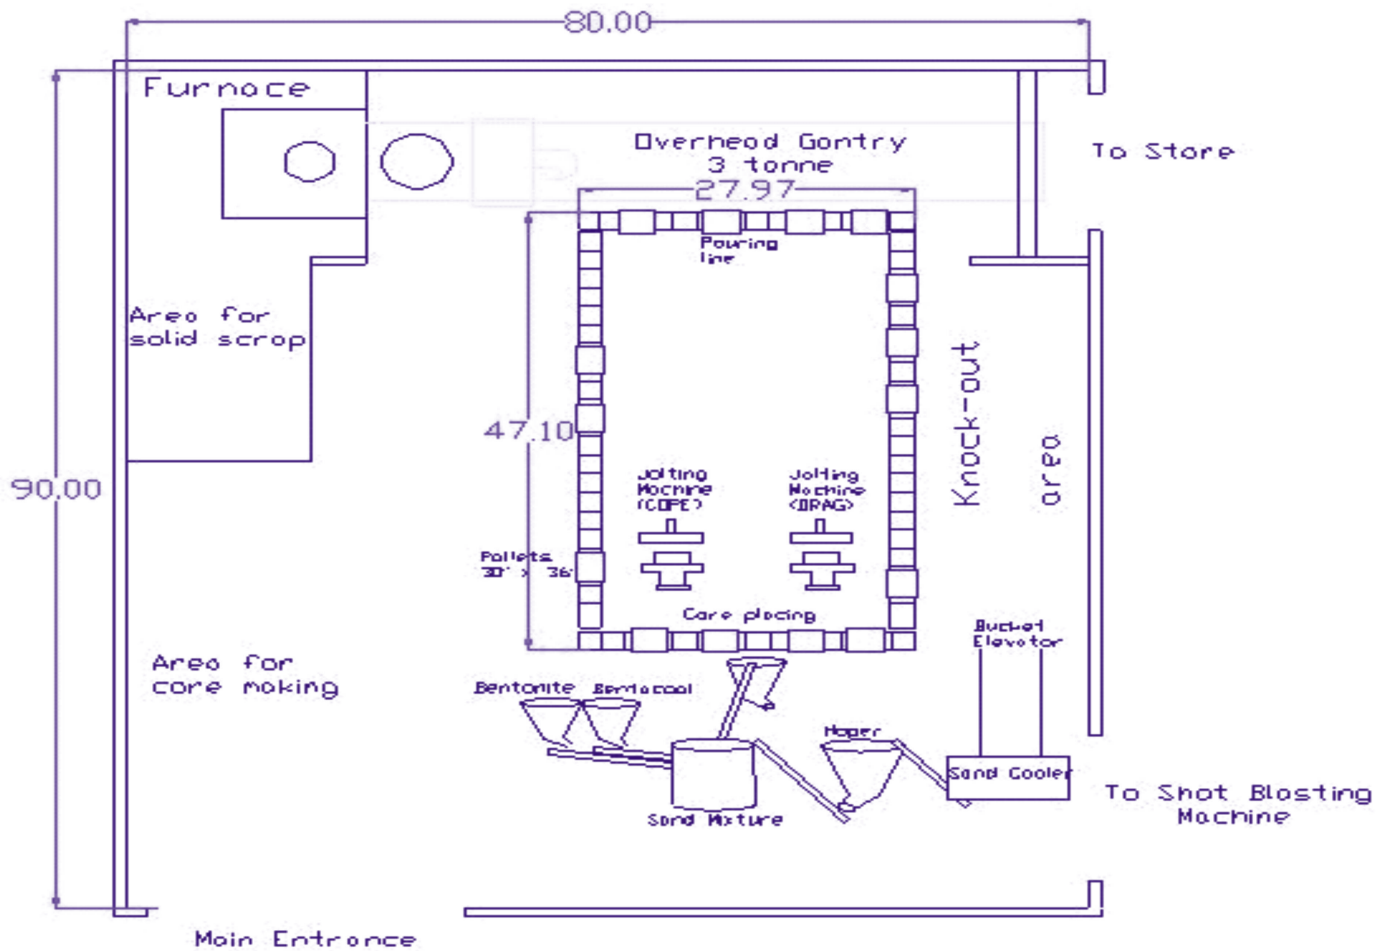 80.00
Furnace
Overhead Gantry
3 tonne
To Store
27.97
Pouring
line
Area for
solid scrap
Knock-out
area
47.10
90.00
Jolting
Machine
(COPE)
Jolting
Machine
(DRAG)
Pallets
30" x 36"
Core placing
Bucket
Elevator
Area for
core making
Bentonite
Bentocoal
Hoper
Sand Cooler
To Shot Blasting
Machine
Sand Mixture
Main Entrance